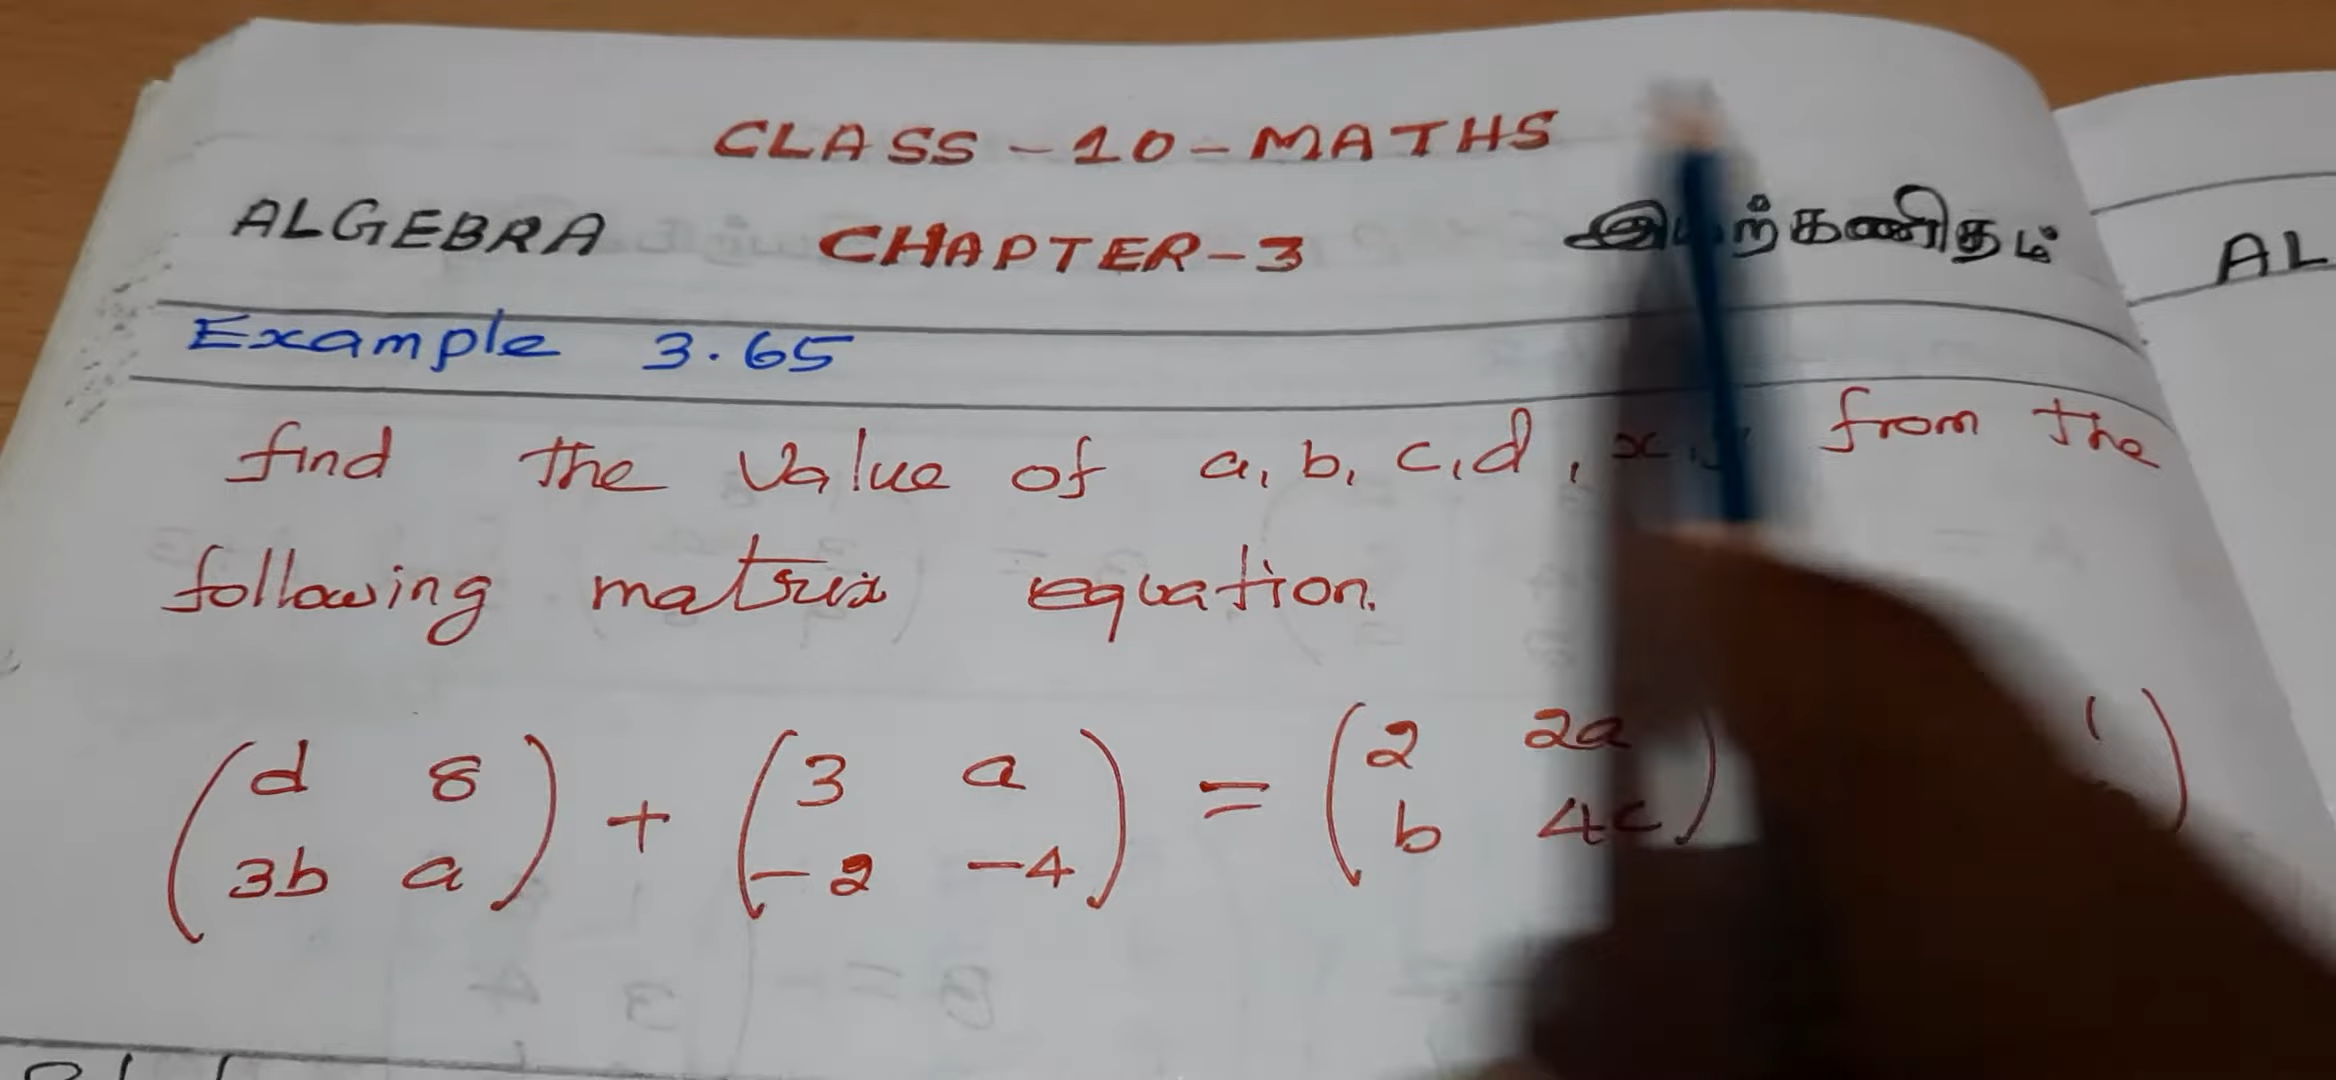 CLASS - 10 - MATHS
ALGEBRA CHAPTER-3
AL
Example 3.65
find the value of a, b, c, d, from the
following matrix equation.
( d 8 ) + ( 3 a ) = ( 2 2a )
( 3b a ) ( -2 -4 ) ( b 4c )